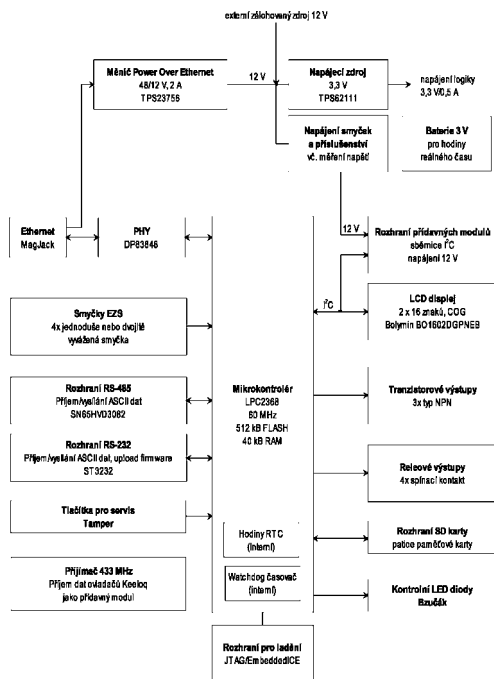 externí zálohovaný zdroj 12 V
Měnič Power Over Ethernet
48/12 V, 2 A
TPS23756
12 V
Napájecí zdroj
3,3 V
TPS62111
napájení logiky
3,3 V/0,5 A
Napájení smyček
a příslušenství
vč. měření napětí
Baterie 3 V
pro hodiny
reálného času
Ethernet
MagJack
PHY
DP83848
12 V
Rozhraní přídavných modulů
sběrnice I²C
napájení 12 V
I²C
LCD displej
2 x 16 znaků, COG
Bolymin BO1602DGPNEB
Smyčky EZS
4x jednoduše nebo dvojitě
vyvážená smyčka
Rozhraní RS-485
Příjem/vysílání ASCII dat
SN65HVD3082
Mikrokontrolér
LPC2368
60 MHz
512 kB FLASH
40 kB RAM
Tranzistorové výstupy
3x typ NPN
Rozhraní RS-232
Příjem/vysílání ASCII dat, upload firmware
ST3232
Releové výstupy
4x spínací kontakt
Tlačítka pro servis
Tamper
Hodiny RTC
(interní)
Rozhraní SD karty
patice paměťové karty
Přijímač 433 MHz
Příjem dat ovladačů Keeloq
jako přídavný modul
Watchdog časovač
(interní)
Kontrolní LED diody
Bzučák
Rozhraní pro ladění
JTAG/EmbeddedICE